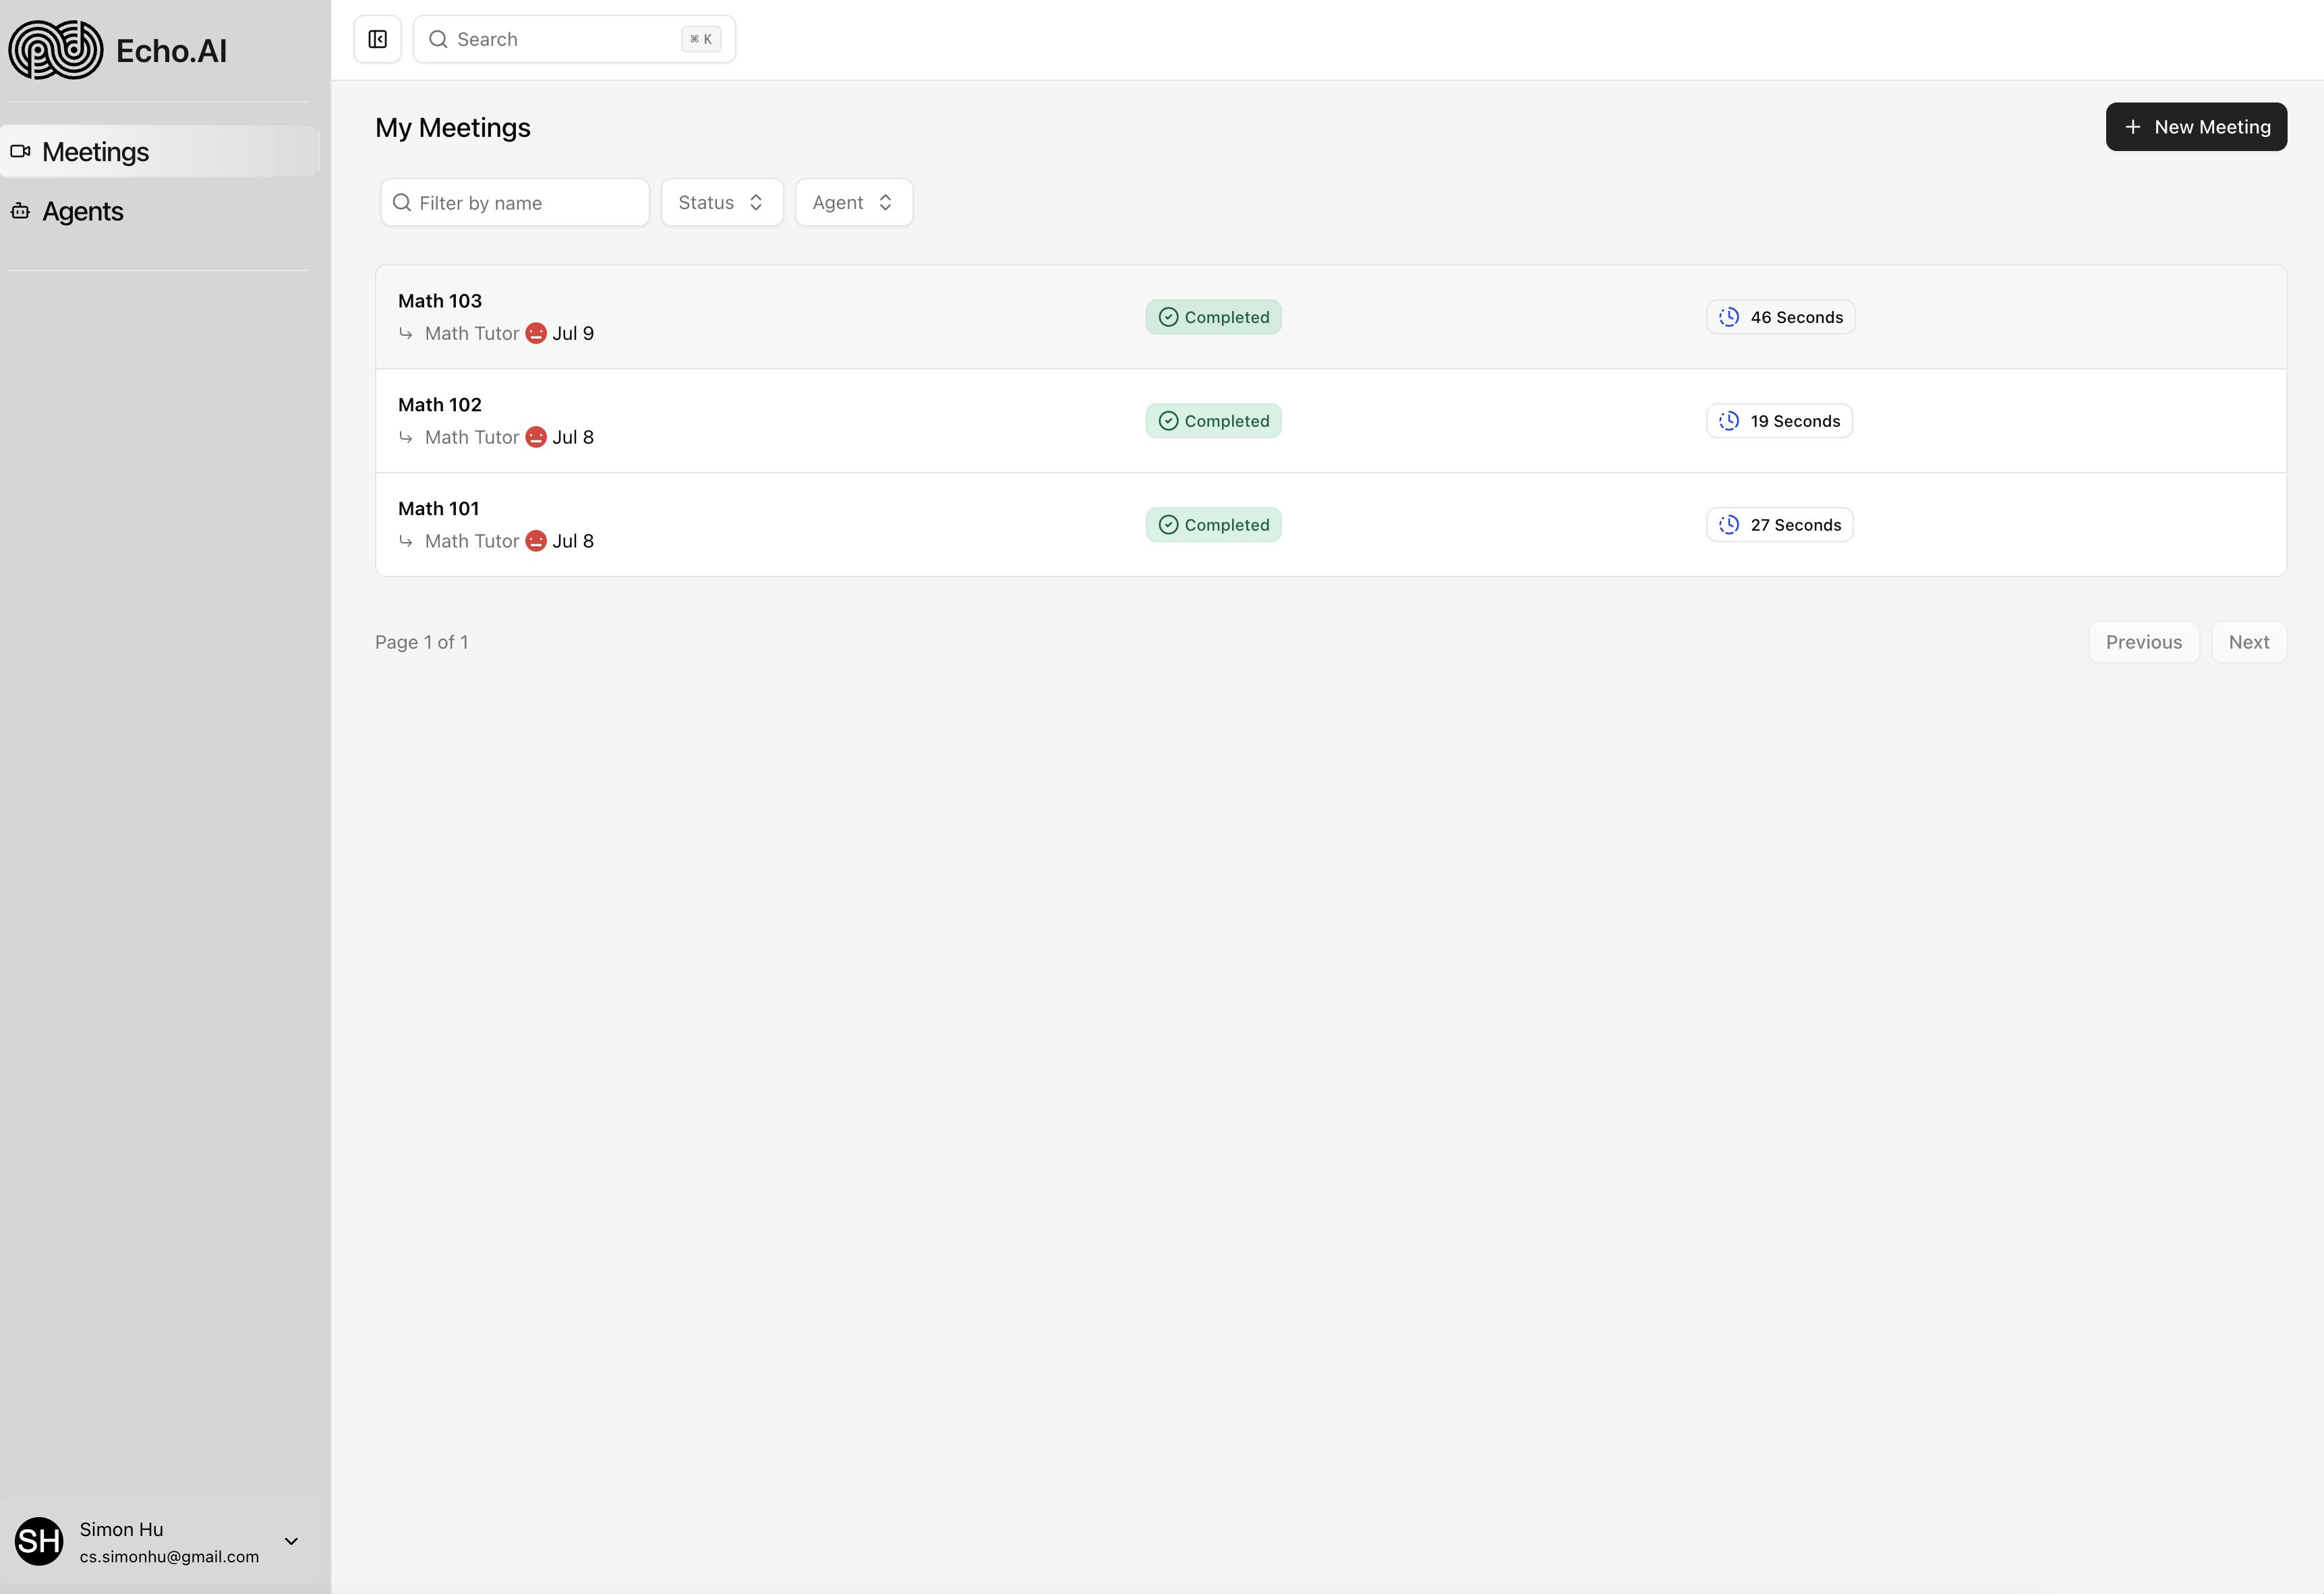 Echo.AI
Search ⌘ K
Meetings
Agents
My Meetings
New Meeting
Filter by name
Status
Agent
Math 103
Math Tutor Jul 9
Completed
46 Seconds
Math 102
Math Tutor Jul 8
Completed
19 Seconds
Math 101
Math Tutor Jul 8
Completed
27 Seconds
Page 1 of 1
Previous
Next
SH
Simon Hu
cs.simonhu@gmail.com